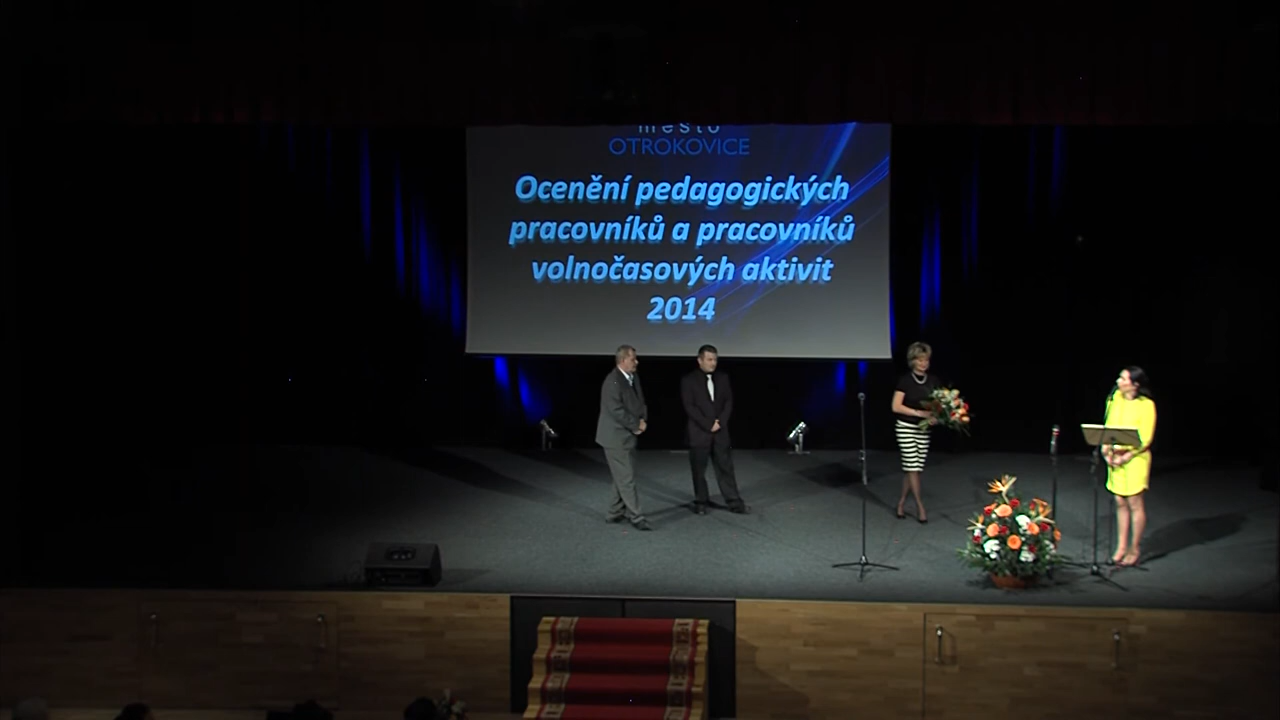 město
OTROKOVICE
Ocenění pedagogických
pracovníků a pracovníků
volnočasových aktivit
2014